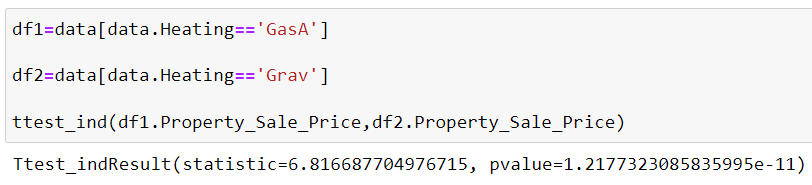 df1=data[data.Heating=='GasA']
df2=data[data.Heating=='Grav']
ttest_ind(df1.Property_Sale_Price,df2.Property_Sale_Price)
Ttest_indResult(statistic=6.816687704976715, pvalue=1.2177323085835995e-11)